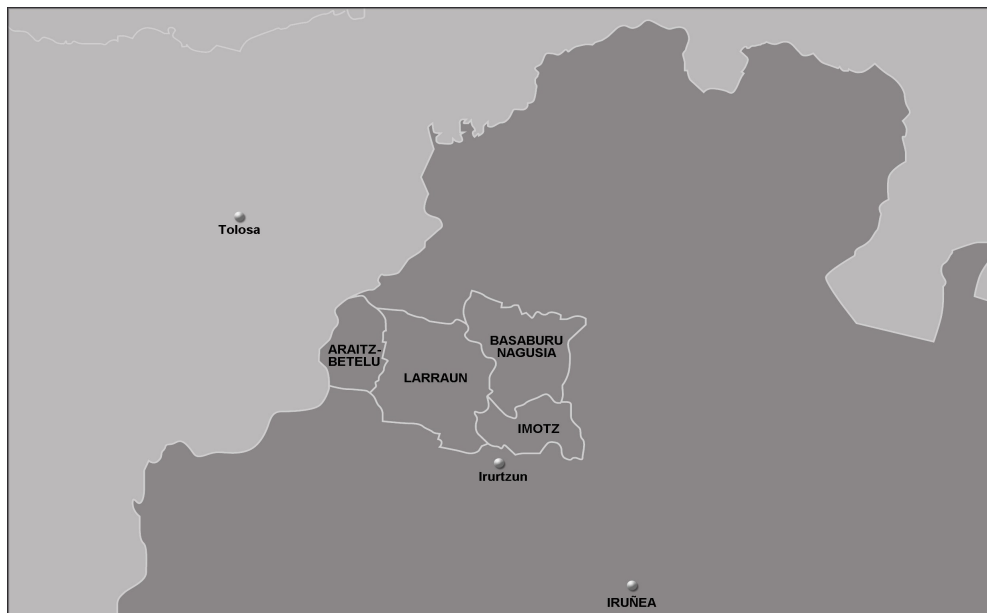 Tolosa
ARAITZ-
BETELU
LARRAUN
BASABURU
NAGUSIA
IMOTZ
Irurtzun
IRUÑEA